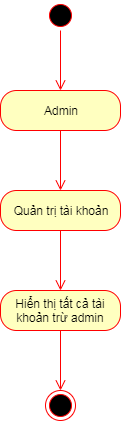 Admin
Quản trị tài khoản
Hiển thị tất cả tài
khoản trừ admin